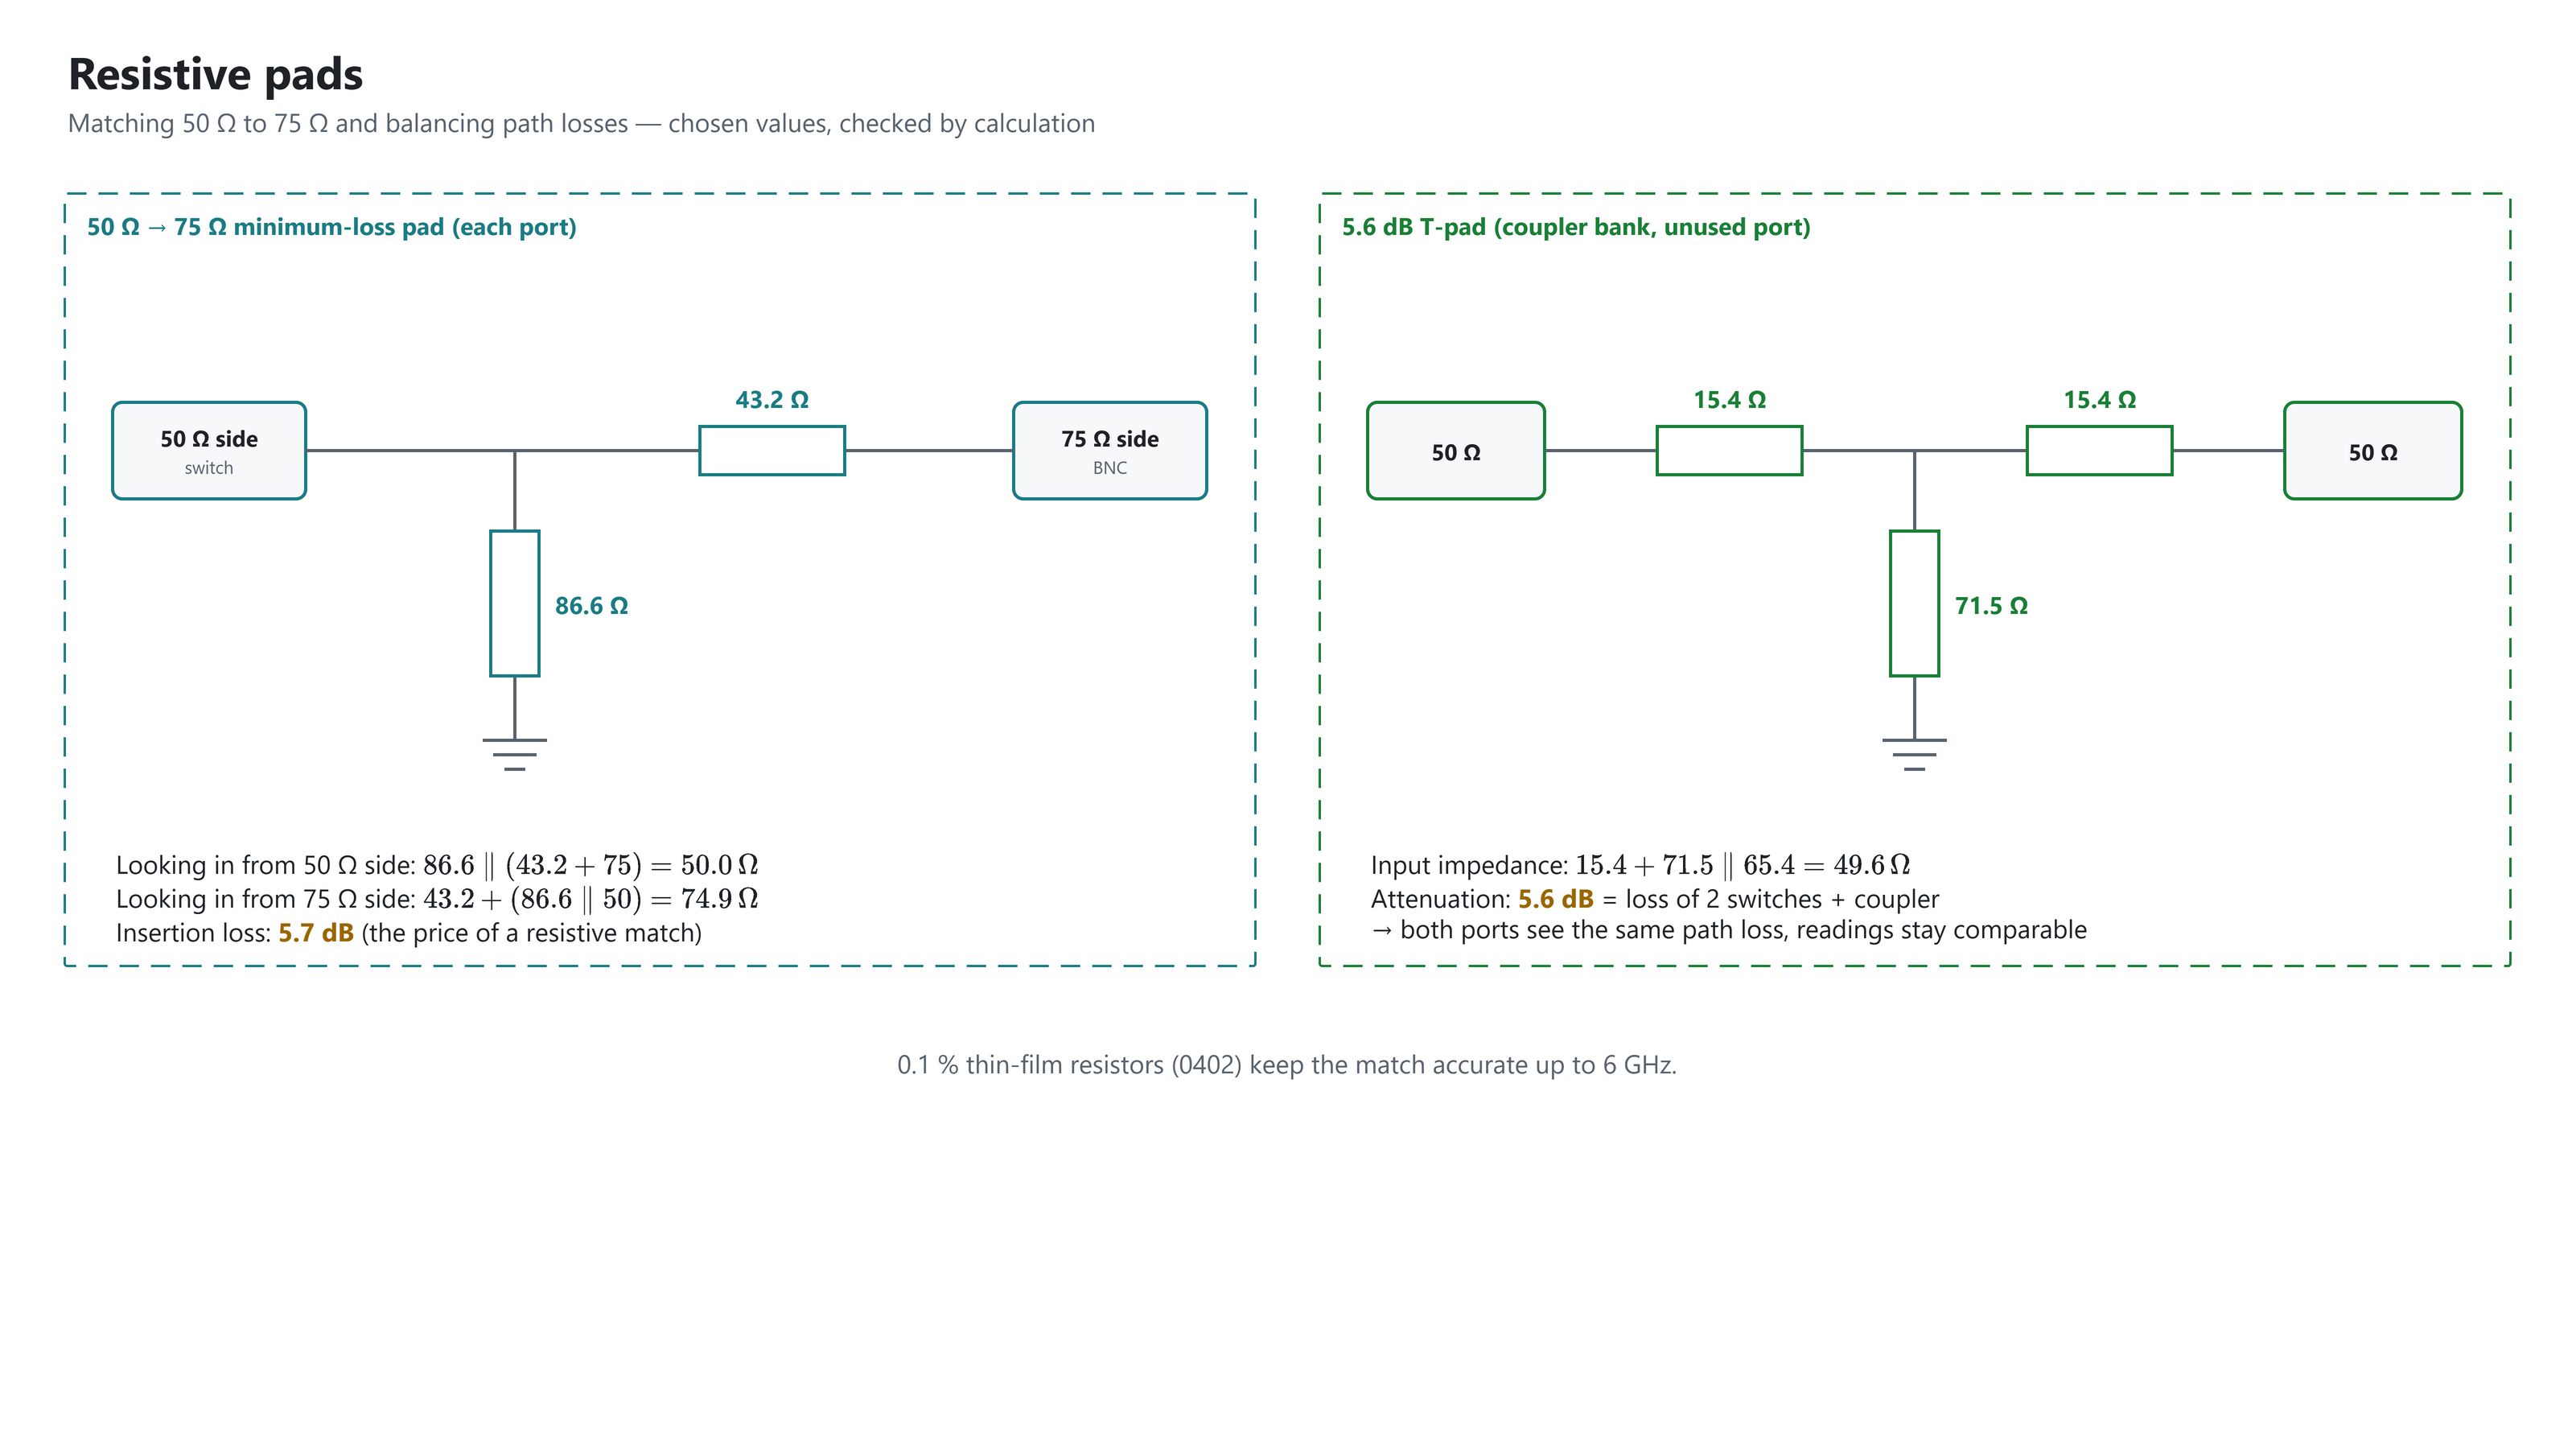 Resistive pads
Matching 50 Ω to 75 Ω and balancing path losses — chosen values, checked by calculation
50 Ω → 75 Ω minimum-loss pad (each port)
43.2 Ω
50 Ω side
switch
75 Ω side
BNC
86.6 Ω
Looking in from 50 Ω side: 86.6 ∥ (43.2 + 75) = 50.0 Ω
Looking in from 75 Ω side: 43.2 + (86.6 ∥ 50) = 74.9 Ω
Insertion loss: 5.7 dB (the price of a resistive match)
5.6 dB T-pad (coupler bank, unused port)
15.4 Ω
15.4 Ω
50 Ω
50 Ω
71.5 Ω
Input impedance: 15.4 + 71.5 ∥ 65.4 = 49.6 Ω
Attenuation: 5.6 dB = loss of 2 switches + coupler
→ both ports see the same path loss, readings stay comparable
0.1 % thin-film resistors (0402) keep the match accurate up to 6 GHz.